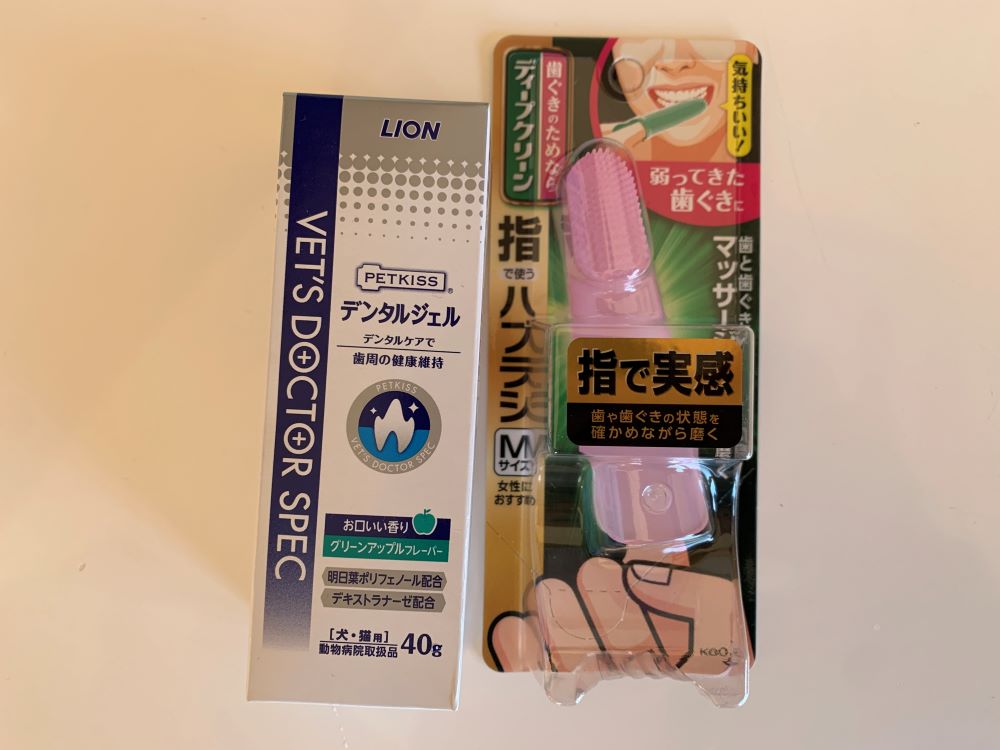 LION
VET'S DOCTOR SPEC
PETKISS®
デンタルジェル
デンタルケアで
歯周の健康維持
PETKISS
VET'S DOCTOR SPEC
お口いい香り
グリーンアップルフレーバー
明日葉ポリフェノール配合
デキストラナーゼ配合
[犬・猫用]
動物病院取扱品
40g
歯ぐきのためなら
ディープクリーン
気持ちいい!
弱ってきた
歯ぐきに
指
で使う
ハブラシ
Mサイズ
女性に
おすすめ
歯と歯ぐき
マッサージ
磨く
指で実感
歯や歯ぐきの状態を
確かめながら磨く